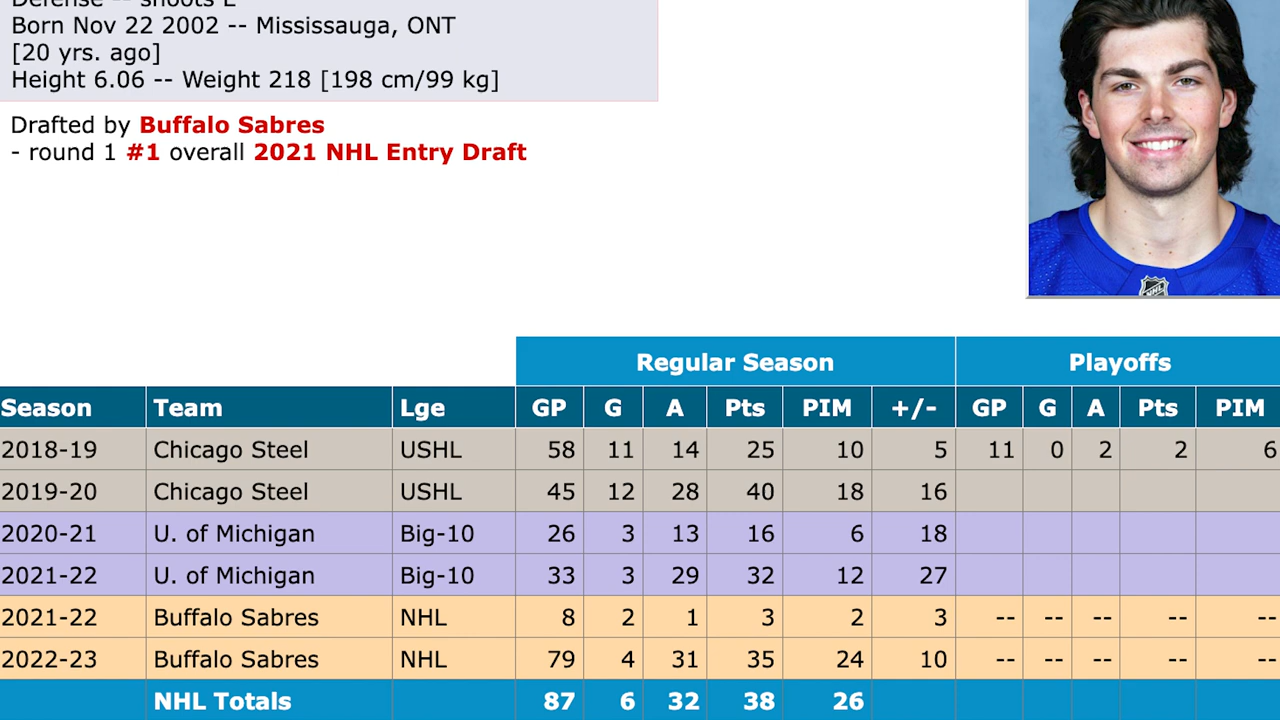 Defense -- shoots L
Born Nov 22 2002 -- Mississauga, ONT
[20 yrs. ago]
Height 6.06 -- Weight 218 [198 cm/99 kg]
Drafted by Buffalo Sabres
- round 1 #1 overall 2021 NHL Entry Draft
NHL
Regular Season Playoffs
Season Team Lge GP G A Pts PIM +/- GP G A Pts PIM
2018-19 Chicago Steel USHL 58 11 14 25 10 5 11 0 2 2 6
2019-20 Chicago Steel USHL 45 12 28 40 18 16
2020-21 U. of Michigan Big-10 26 3 13 16 6 18
2021-22 U. of Michigan Big-10 33 3 29 32 12 27
2021-22 Buffalo Sabres NHL 8 2 1 3 2 3 -- -- -- -- --
2022-23 Buffalo Sabres NHL 79 4 31 35 24 10 -- -- -- -- --
NHL Totals 87 6 32 38 26